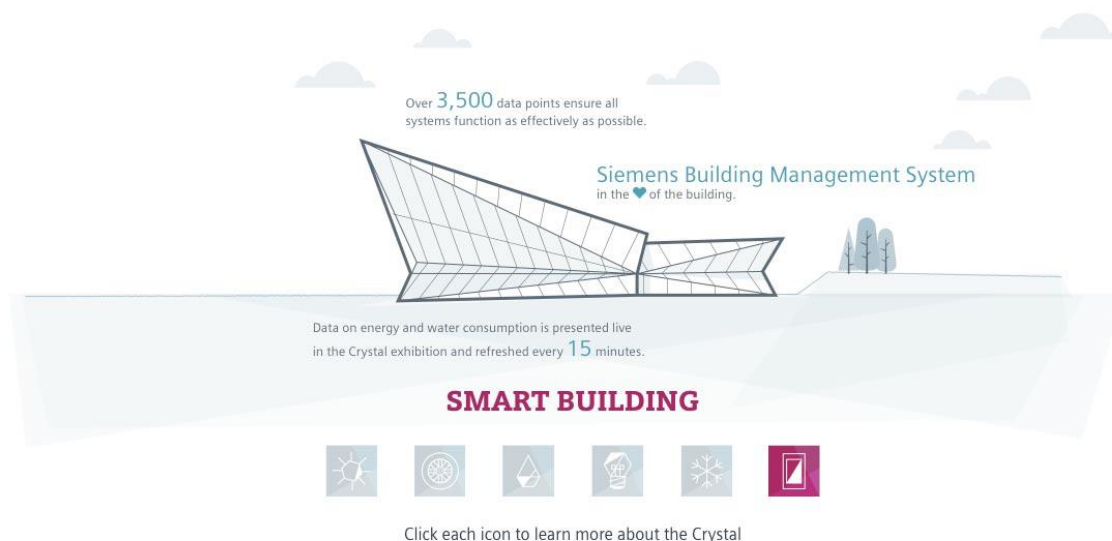 Over 3,500 data points ensure all
systems function as effectively as possible.
Siemens Building Management System
in the ♥ of the building.
Data on energy and water consumption is presented live
in the Crystal exhibition and refreshed every 15 minutes.
SMART BUILDING
Click each icon to learn more about the Crystal